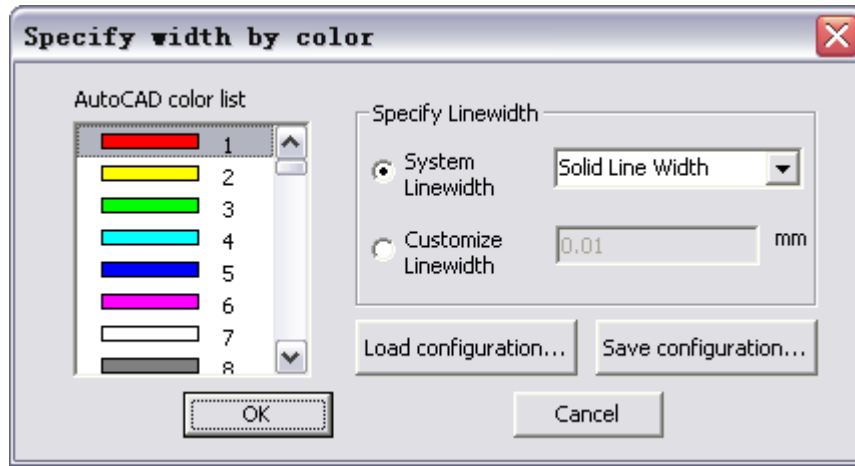 Specify width by color
AutoCAD color list
1
2
3
4
5
6
7
8
Specify Linewidth
System
Linewidth
Solid Line Width
Customize
Linewidth
0.01
mm
Load configuration...
Save configuration...
OK
Cancel